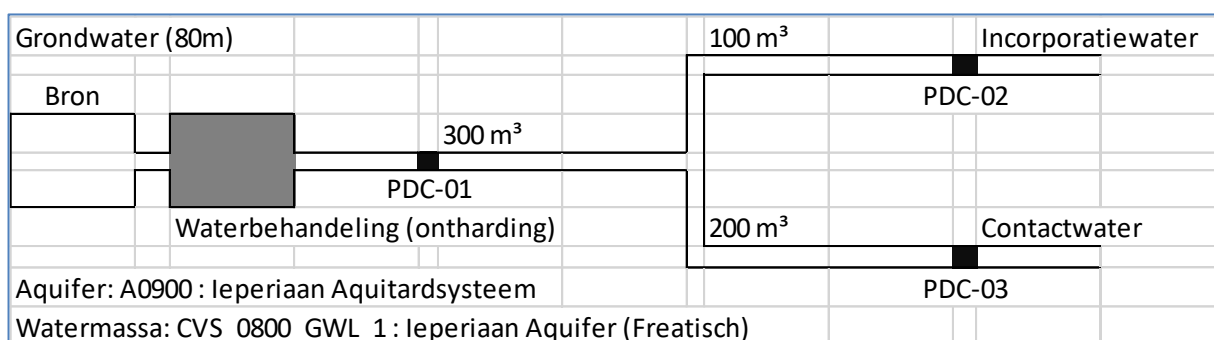 Grondwater (80m)
100 m³
Incorporatiewater
Bron
PDC-02
300 m³
PDC-01
Waterbehandeling (ontharding)
200 m³
Contactwater
Aquifer: A0900 : Ieperiaan Aquitardsysteem
PDC-03
Watermassa: CVS_0800_GWL_1 : Ieperiaan Aquifer (Freatisch)